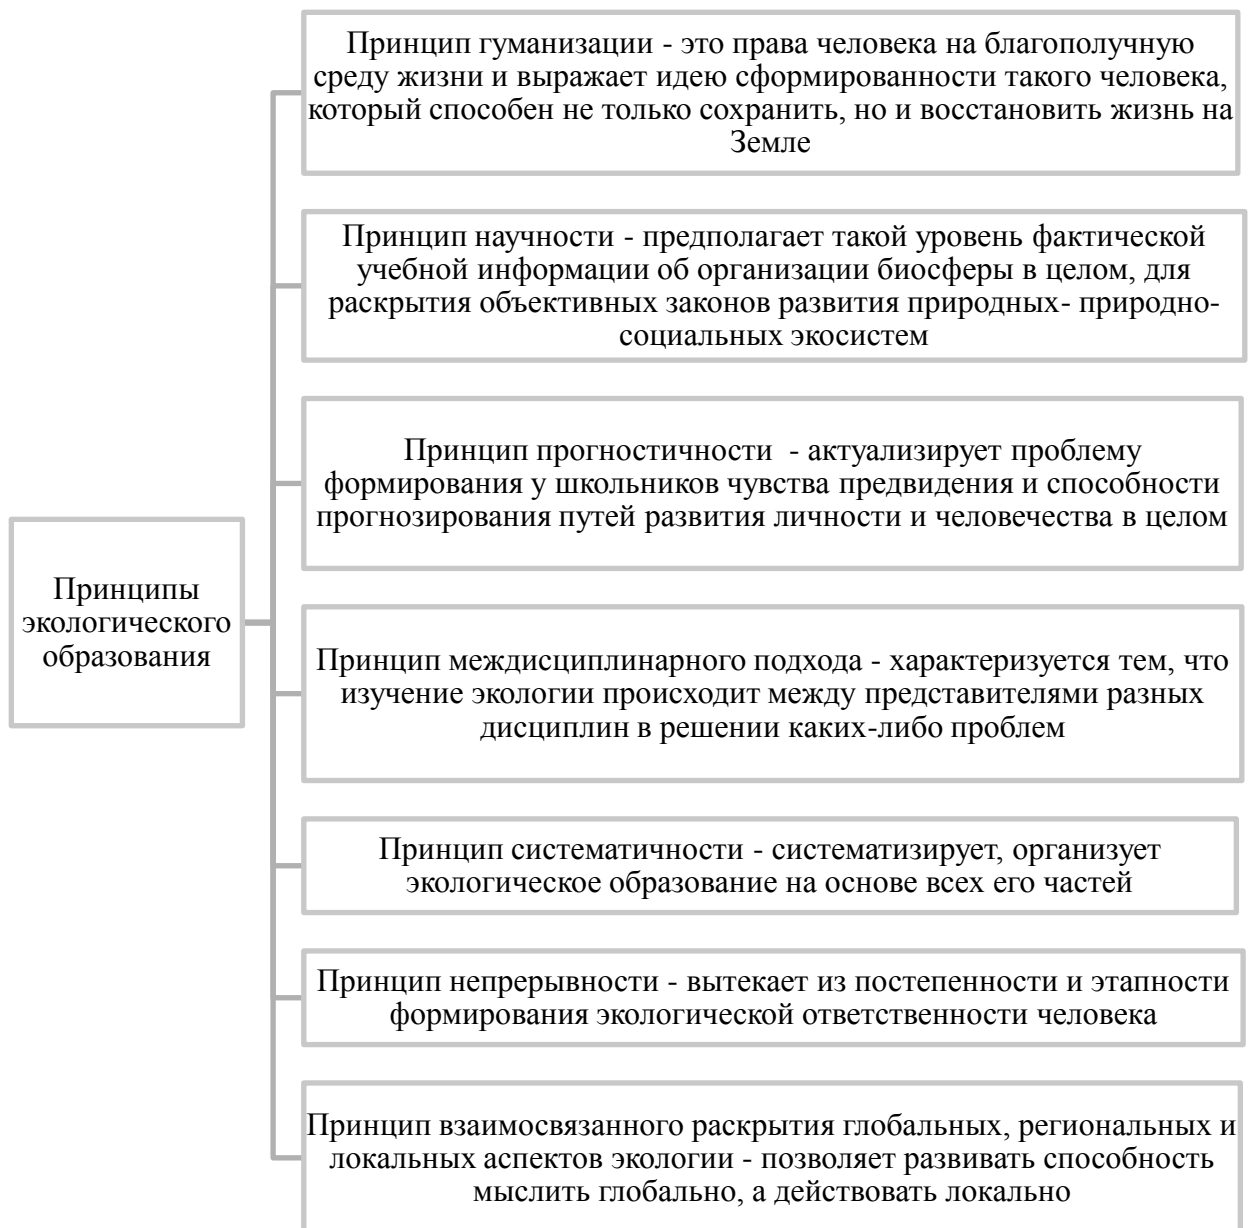 Принцип гуманизации - это права человека на благополучную
среду жизни и выражает идею сформированности такого человека,
который способен не только сохранить, но и восстановить жизнь на
Земле
Принцип научности - предполагает такой уровень фактической
учебной информации об организации биосферы в целом, для
раскрытия объективных законов развития природных- природно-
социальных экосистем
Принцип прогностичности - актуализирует проблему
формирования у школьников чувства предвидения и способности
прогнозирования путей развития личности и человечества в целом
Принципы
экологического
образования
Принцип междисциплинарного подхода - характеризуется тем, что
изучение экологии происходит между представителями разных
дисциплин в решении каких-либо проблем
Принцип систематичности - систематизирует, организует
экологическое образование на основе всех его частей
Принцип непрерывности - вытекает из постепенности и этапности
формирования экологической ответственности человека
Принцип взаимосвязанного раскрытия глобальных, региональных и
локальных аспектов экологии - позволяет развивать способность
мыслить глобально, а действовать локально